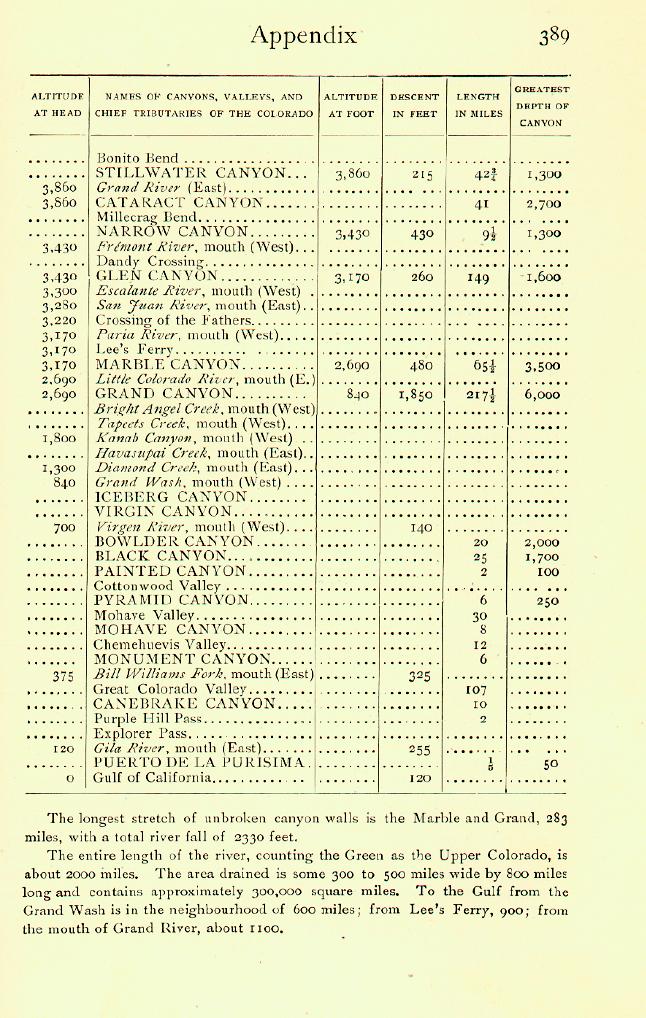 Appendix 389
ALTITUDE AT HEAD | NAMES OF CANYONS, VALLEYS, AND CHIEF TRIBUTARIES OF THE COLORADO | ALTITUDE AT FOOT | DESCENT IN FEET | LENGTH IN MILES | GREATEST DEPTH OF CANYON
........ Bonito Bend ........
........ STILLWATER CANYON... 3,860 215 42¾ 1,300
3,860 Grand River (East)............
3,860 CATARACT CANYON....... ........ ........ 41 2,700
........ Millecrag Bend............
........ NARROW CANYON......... 3,430 430 9½ 1,300
3,430 Frémont River, mouth (West)...
........ Dandy Crossing............
3,430 GLEN CANYON............ 3,170 260 149 1,600
3,300 Escalante River, mouth (West) .
3,280 San Juan River, mouth (East)..
3,220 Crossing of the Fathers........
3,170 Paria River, mouth (West).....
3,170 Lee's Ferry..........
3,170 MARBLE CANYON.......... 2,690 480 65½ 3,500
2,690 Little Colorado River, mouth (E.)
2,690 GRAND CANYON.......... 840 1,850 217½ 6,000
........ Bright Angel Creek, mouth (West)
........ Tapeets Creek, mouth (West)....
1,800 Kanab Canyon, mouth (West) ..
........ Havasupai Creek, mouth (East)..
1,300 Diamond Creek, mouth (East)...
840 Grand Wash, mouth (West) ....
....... ICEBERG CANYON........
....... VIRGIN CANYON..........
700 Virgen River, mouth (West).... ........ 140
........ BOWLDER CANYON....... ........ ........ 20 2,000
........ BLACK CANYON........... ........ ........ 25 1,700
........ PAINTED CANYON......... ........ ........ 2 100
........ Cottonwood Valley ............
........ PYRAMID CANYON......... ........ ........ 6 250
........ Mohave Valley............ ........ ........ 30
........ MOHAVE CANYON......... ........ ........ 8
........ Chemehuevis Valley........... ........ ........ 12
....... MONUMENT CANYON...... ........ ........ 6
375 Bill Williams Fork, mouth (East) ........ 325
........ Great Colorado Valley......... ........ ........ 107
........ CANEBRAKE CANYON..... ........ ........ 10
........ Purple Hill Pass............ ........ ........ 2
........ Explorer Pass............
120 Gila River, mouth (East)....... ........ 255
........ PUERTO DE LA PURISIMA. ........ ........ 50
0 Gulf of California............ ........ 120
The longest stretch of unbroken canyon walls is the Marble and Grand, 283
miles, with a total river fall of 2330 feet.
The entire length of the river, counting the Green as the Upper Colorado, is
about 2000 miles. The area drained is some 300 to 500 miles wide by 800 miles
long and contains approximately 300,000 square miles. To the Gulf from the
Grand Wash is in the neighbourhood of 600 miles; from Lee's Ferry, 900; from
the mouth of Grand River, about 1100.